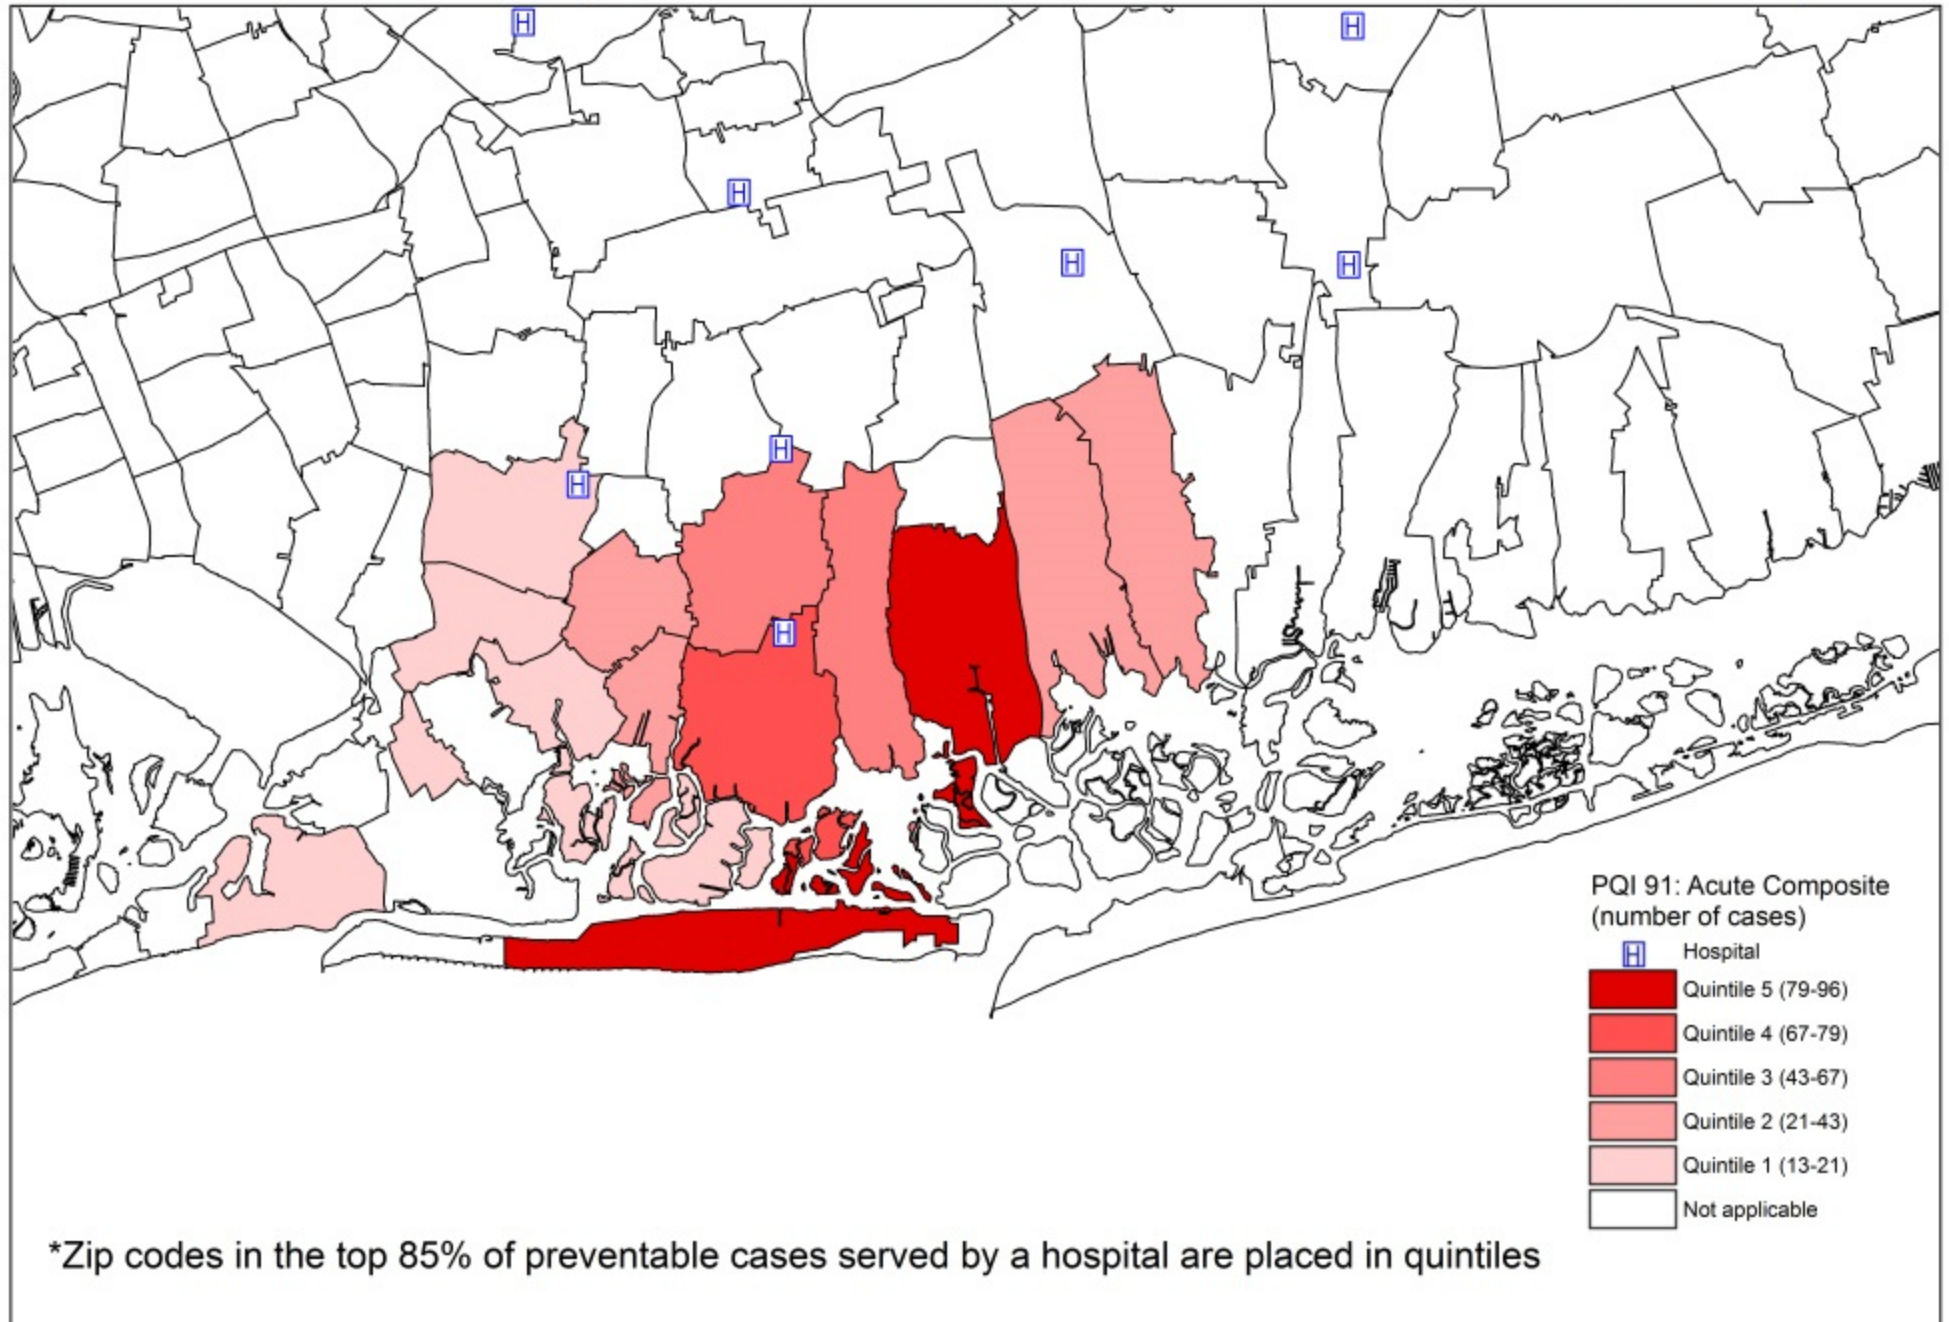 H
H
H
H
H
H
H
H
PQI 91: Acute Composite
(number of cases)
H Hospital
Quintile 5 (79-96)
Quintile 4 (67-79)
Quintile 3 (43-67)
Quintile 2 (21-43)
Quintile 1 (13-21)
Not applicable
*Zip codes in the top 85% of preventable cases served by a hospital are placed in quintiles